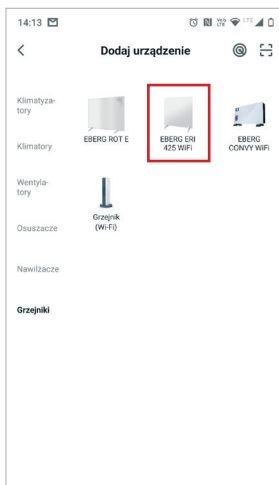 14:13
Dodaj urządzenie
Klimatyza-
tory
Klimatory
Wentyla-
tory
Osuszacze
Nawilżacze
Grzejniki
EBERG ROT E
EBERG ERI
425 WiFi
EBERG
CONVY WiFi
Grzejnik
(Wi-Fi)